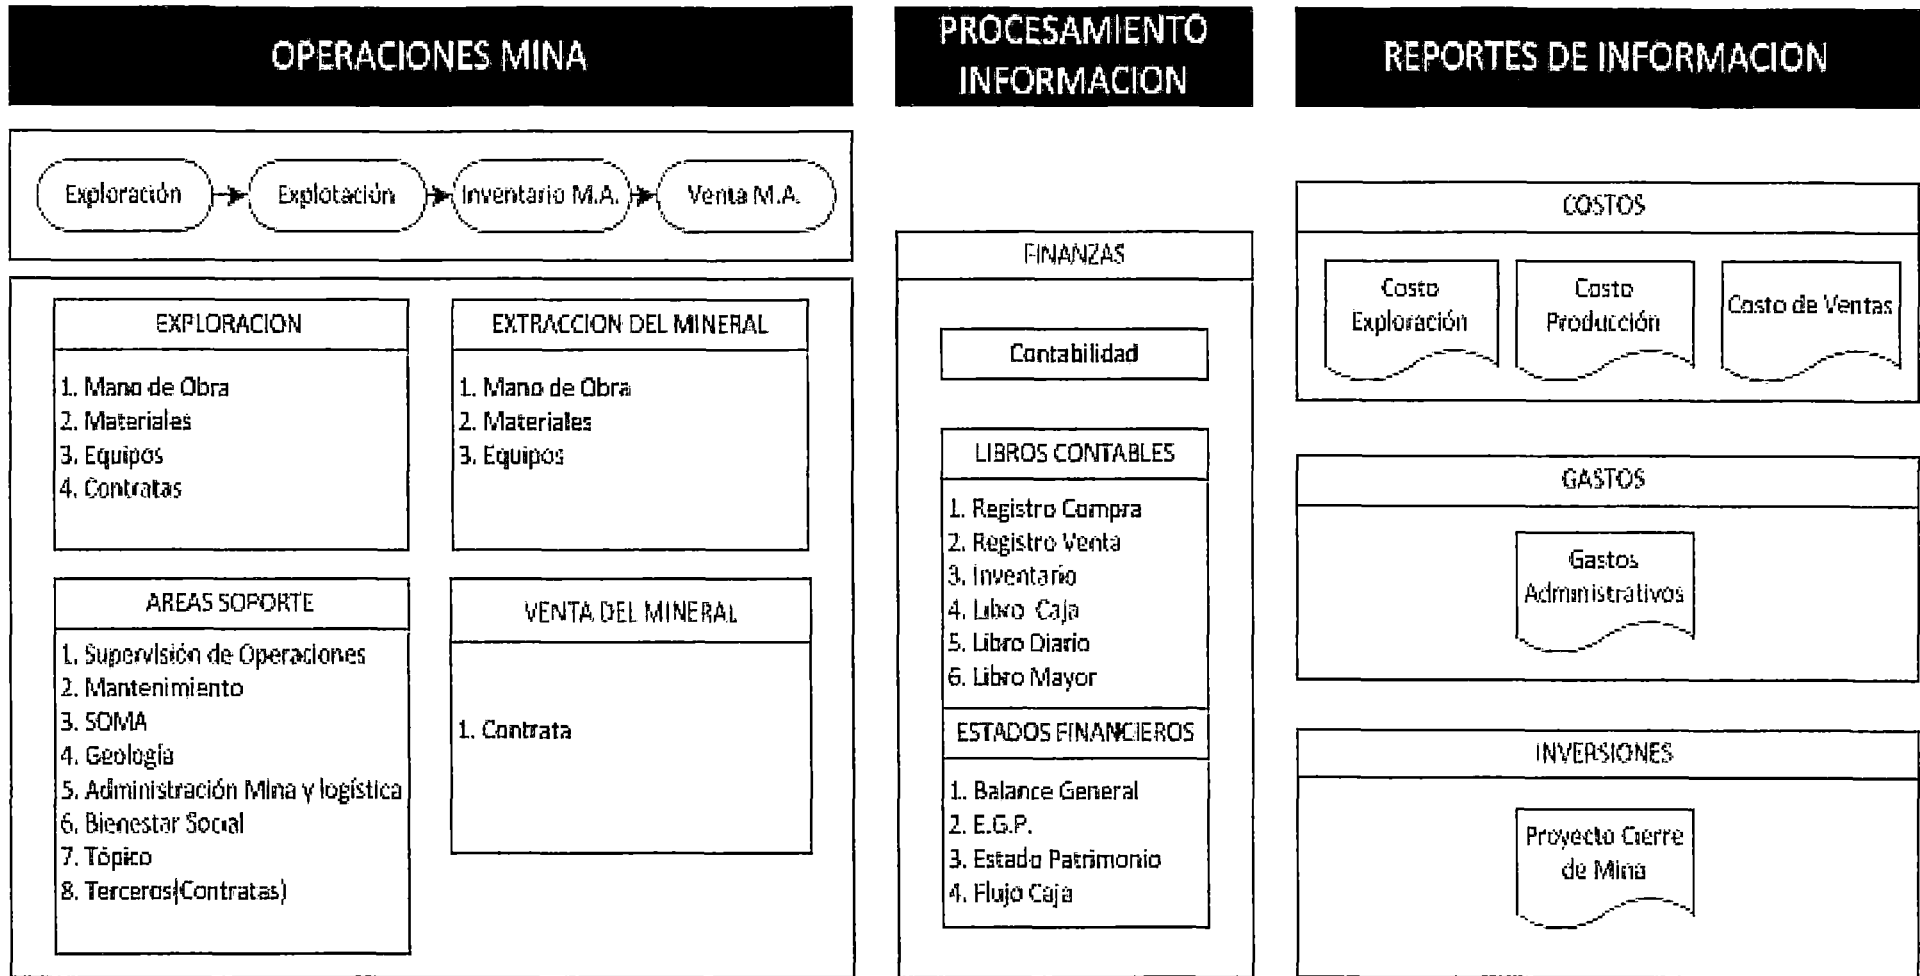 OPERACIONES MINA
PROCESAMIENTO
INFORMACION
REPORTES DE INFORMACION
Exploración
Explotación
Inventario M.A.
Venta M.A.
EXPLORACION
1. Mano de Obra
2. Materiales
3. Equipos
4. Contratas
EXTRACCION DEL MINERAL
1. Mano de Obra
2. Materiales
3. Equipos
AREAS SOPORTE
1. Supervisión de Operaciones
2. Mantenimiento
3. SOMA
4. Geología
5. Administración Mina y logística
6. Bienestar Social
7. Tópico
8. Terceros(Contratas)
VENTA DEL MINERAL
1. Contrata
FINANZAS
Contabilidad
LIBROS CONTABLES
1. Registro Compra
2. Registro Venta
3. Inventario
4. Libro Caja
5. Libro Diario
6. Libro Mayor
ESTADOS FINANCIEROS
1. Balance General
2. E.G.P.
3. Estado Patrimonio
4. Flujo Caja
COSTOS
Costo
Exploración
Costo
Producción
Costo de Ventas
GASTOS
Gastos
Administrativos
INVERSIONES
Proyecto Cierre
de Mina